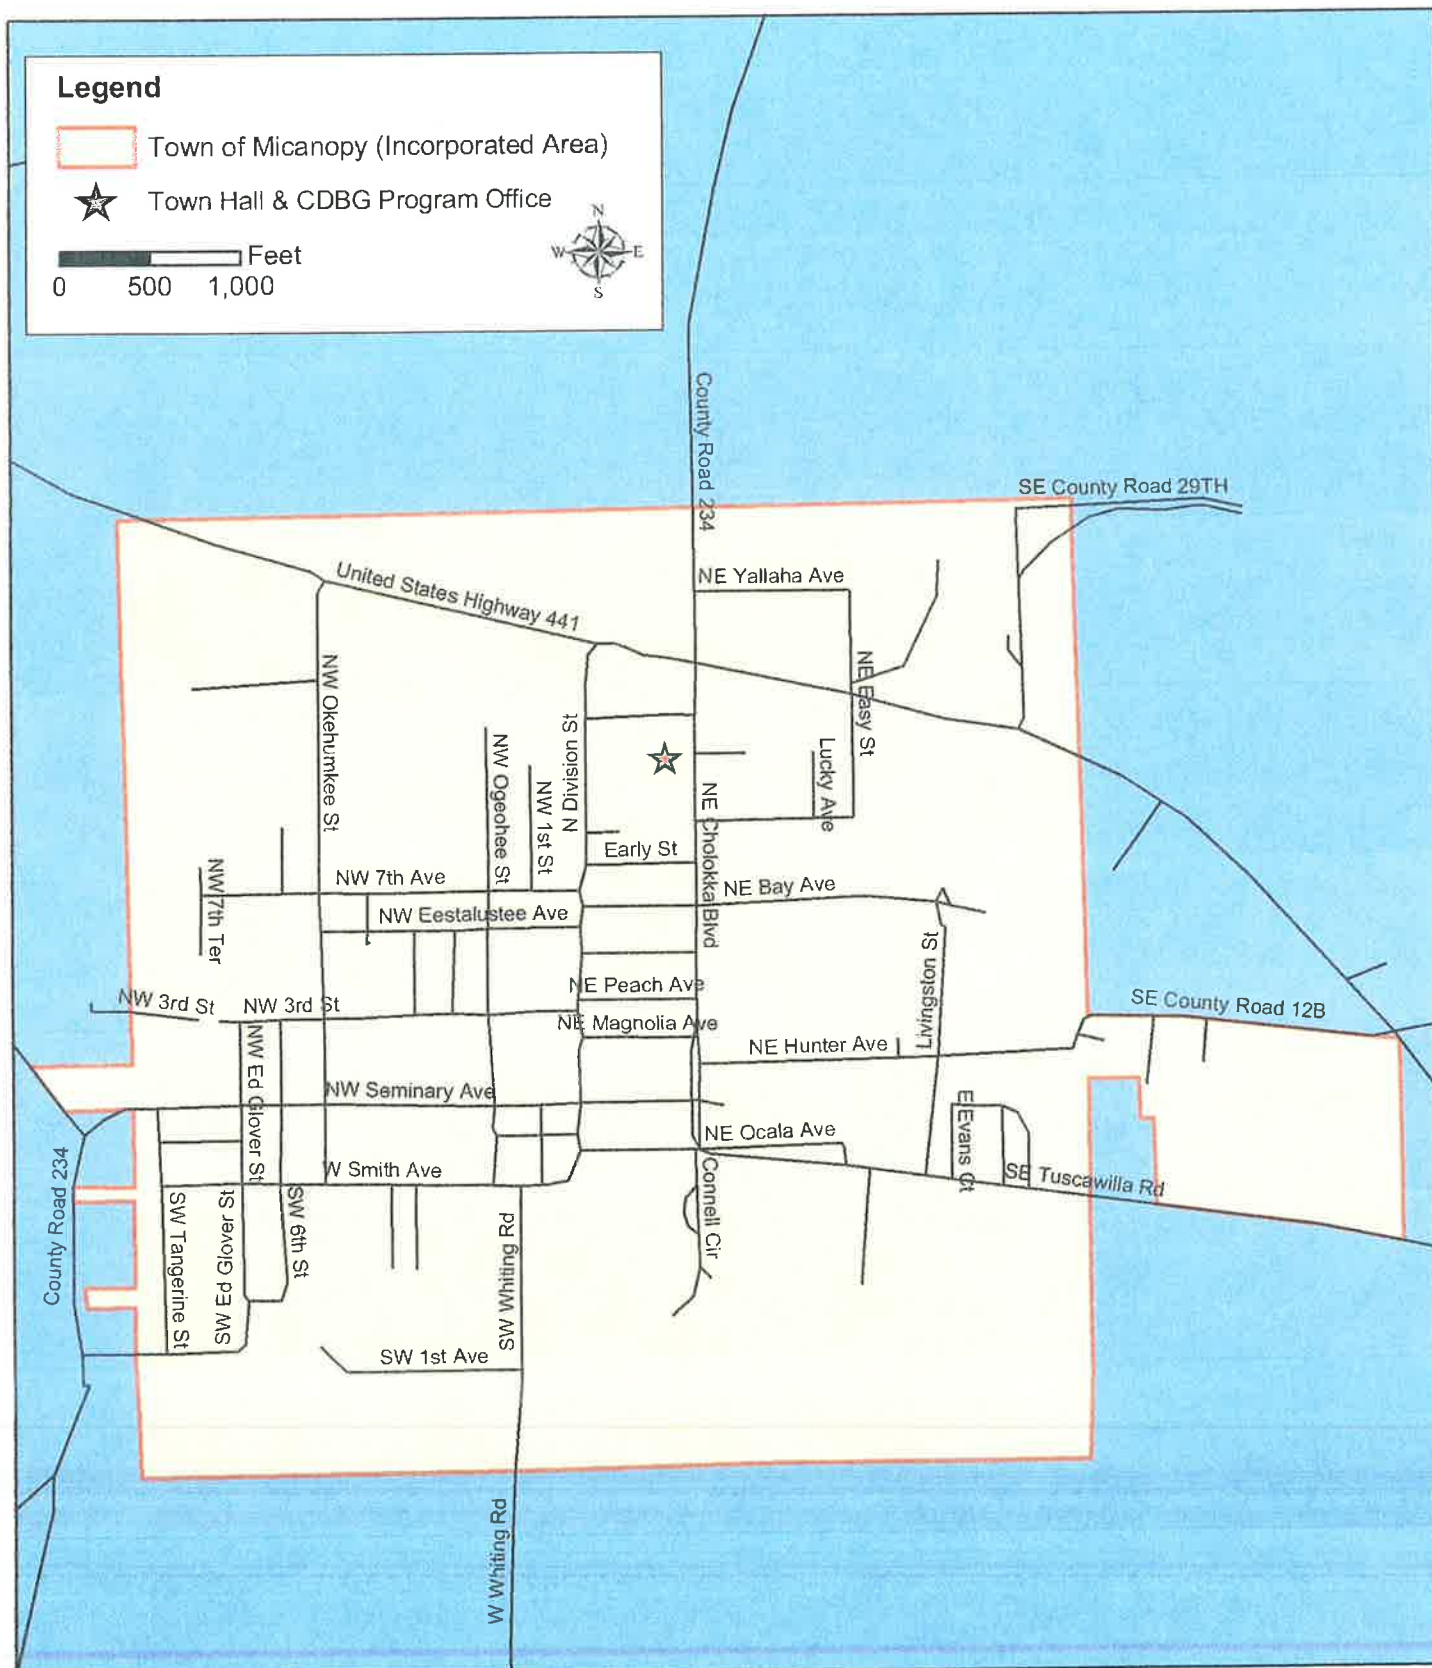 Legend
Town of Micanopy (Incorporated Area)
Town Hall & CDBG Program Office
Feet
0 500 1,000
N
W E
S
County Road 234
SE County Road 29TH
NE Yallaha Ave
United States Highway 441
NW Okehumkee St
NE Easy St
N Division St
NW Ogeohee St
NW 1st St
Lucky Ave
NE Cholokka Blvd
Early St
NW 7th Ave
NE Bay Ave
NW 7th Ter
NW Eestalustee Ave
Livingston St
NE Peach Ave
NW 3rd St
NW 3rd St
NE Magnolia Ave
SE County Road 12B
NE Hunter Ave
NW Ed Glover St
NW Seminary Ave
E Evans Ct
NE Ocala Ave
W Smith Ave
SE Tuscawilla Rd
County Road 234
SW Tangerine St
SW Ed Glover St
SW 6th St
SW Whiting Rd
Connell Cir
SW 1st Ave
W Whiting Rd